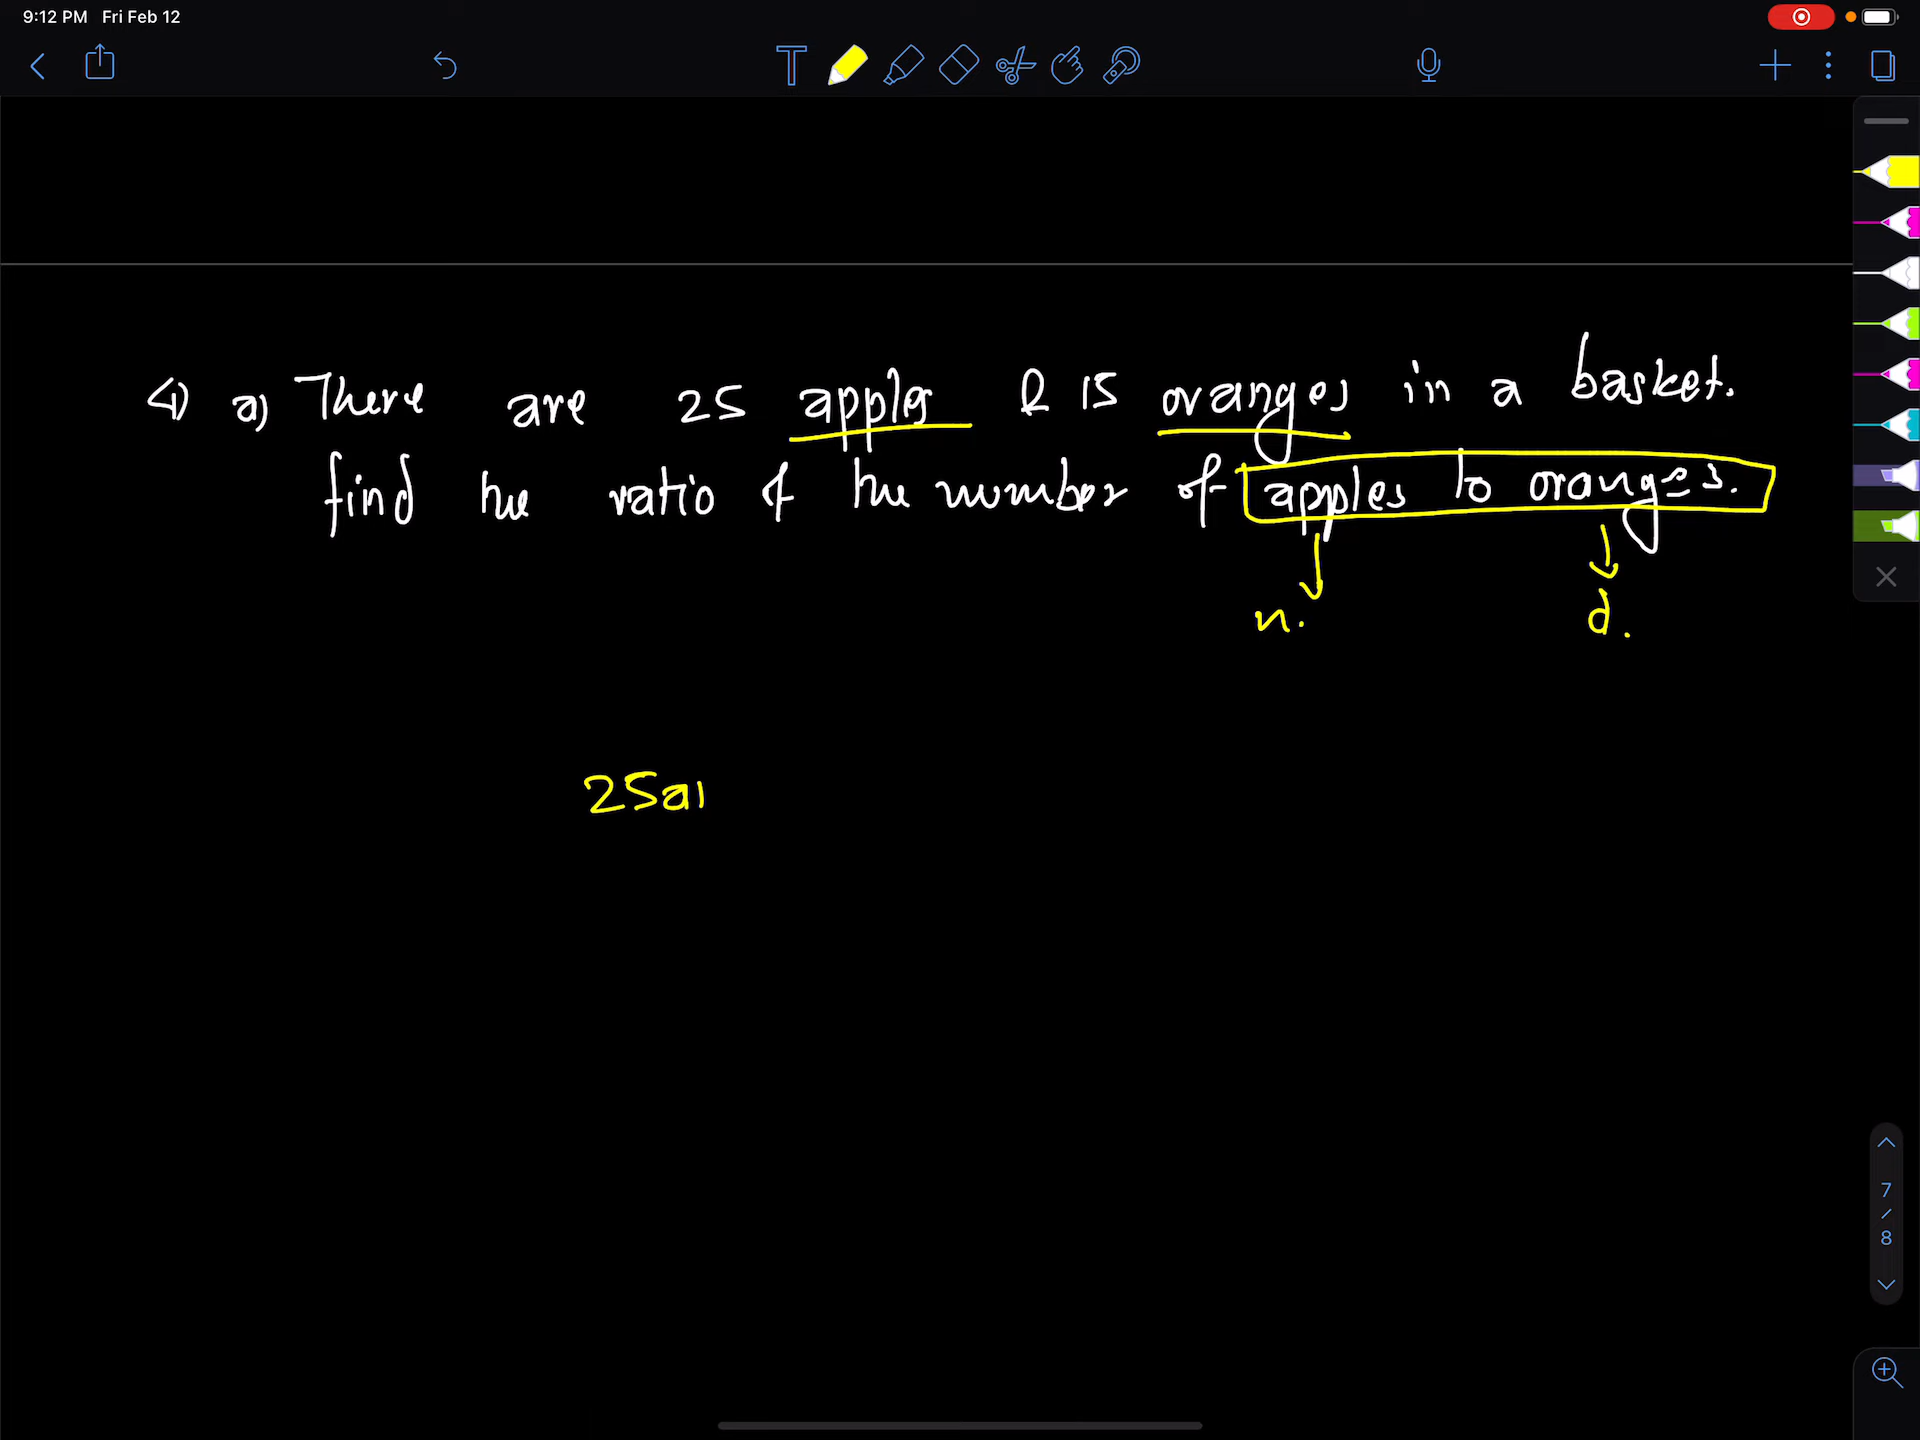 9:12 PM Fri Feb 12
4) a) There are 25 apples & 15 oranges in a basket.
find the ratio of the number of apples to oranges.
n. d.
25a
7
/
8